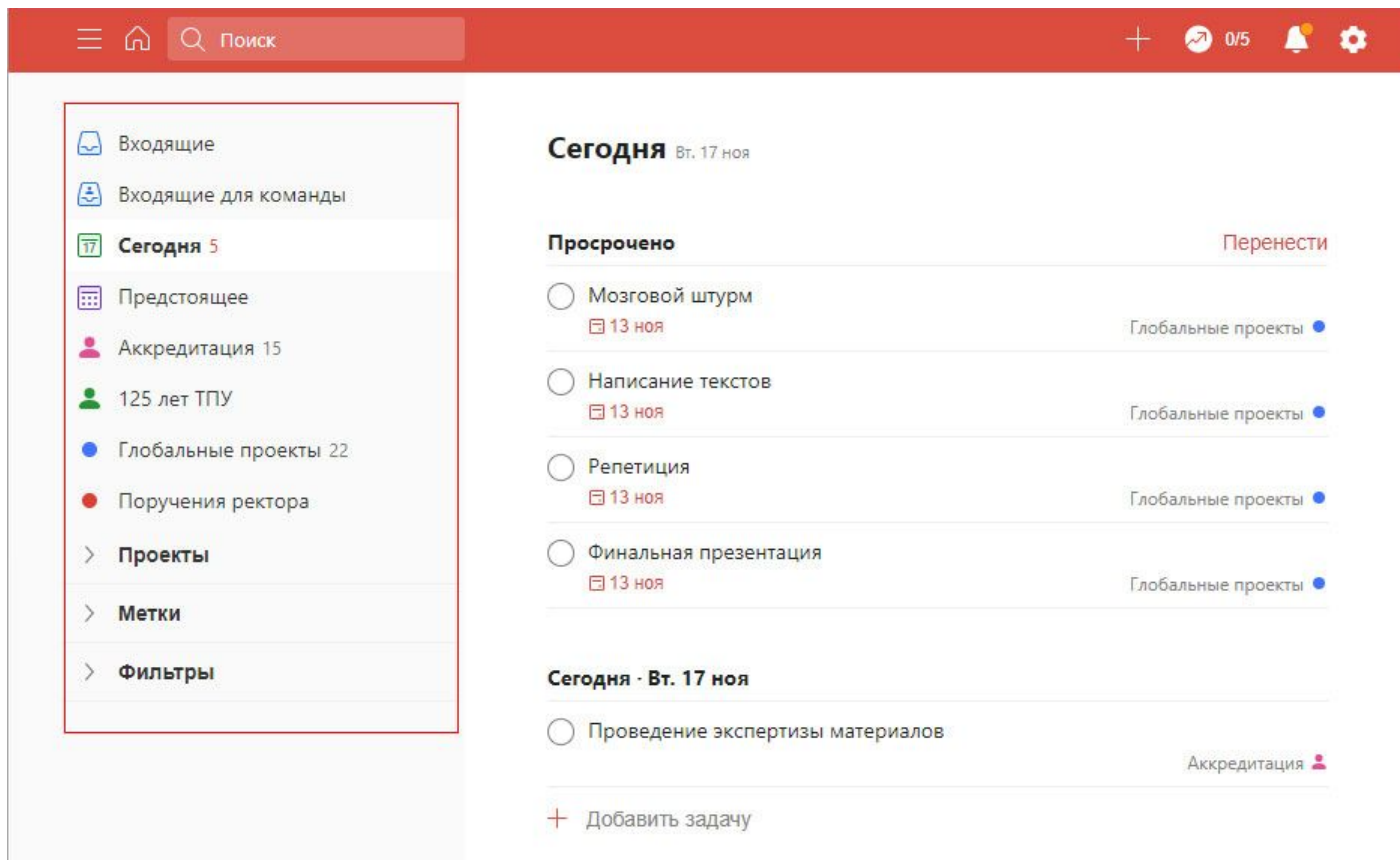 Поиск
0/5
Входящие
Входящие для команды
17 Сегодня 5
Предстоящее
Аккредитация 15
125 лет ТПУ
Глобальные проекты 22
Поручения ректора
Проекты
Метки
Фильтры
Сегодня Вт. 17 ноя
Просрочено Перенести
Мозговой штурм
13 ноя Глобальные проекты
Написание текстов
13 ноя Глобальные проекты
Репетиция
13 ноя Глобальные проекты
Финальная презентация
13 ноя Глобальные проекты
Сегодня · Вт. 17 ноя
Проведение экспертизы материалов
Аккредитация
Добавить задачу